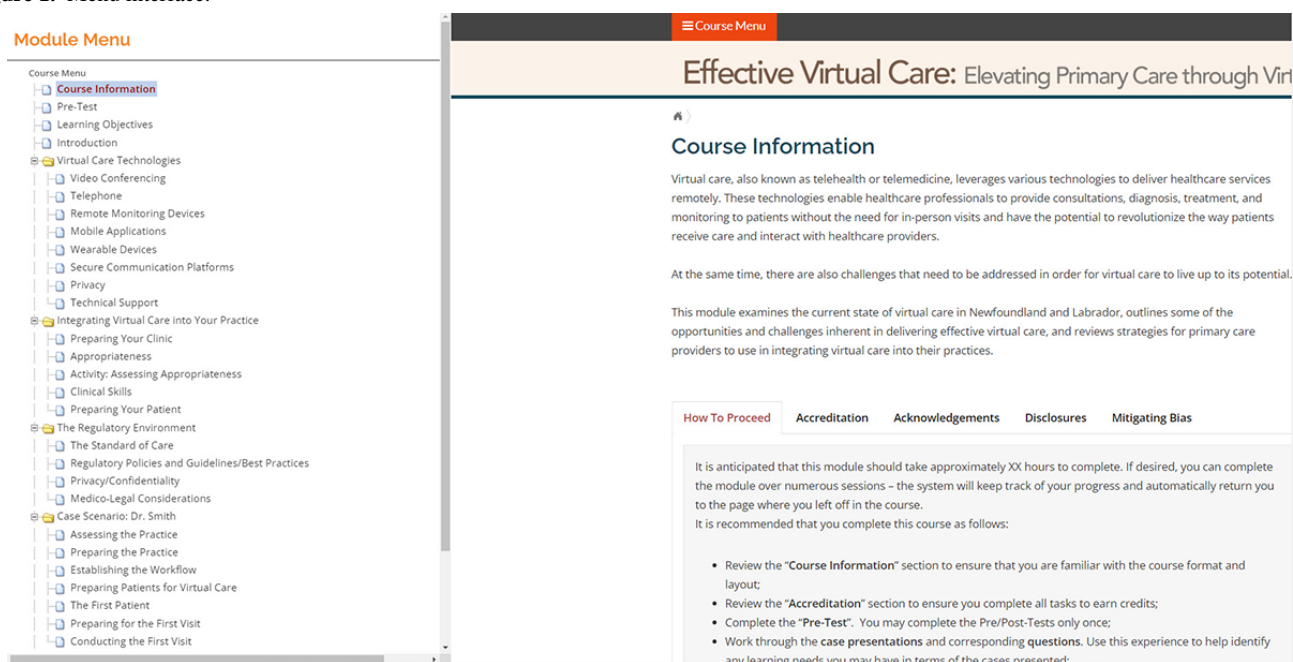 Module Menu
Course Menu
Course Information
Pre-Test
Learning Objectives
Introduction
Virtual Care Technologies
Video Conferencing
Telephone
Remote Monitoring Devices
Mobile Applications
Wearable Devices
Secure Communication Platforms
Privacy
Technical Support
Integrating Virtual Care into Your Practice
Preparing Your Clinic
Appropriateness
Activity: Assessing Appropriateness
Clinical Skills
Preparing Your Patient
The Regulatory Environment
The Standard of Care
Regulatory Policies and Guidelines/Best Practices
Privacy/Confidentiality
Medico-Legal Considerations
Case Scenario: Dr. Smith
Assessing the Practice
Preparing the Practice
Establishing the Workflow
Preparing Patients for Virtual Care
The First Patient
Preparing for the First Visit
Conducting the First Visit
Course Menu
Effective Virtual Care: Elevating Primary Care through
Course Information
Virtual care, also known as telehealth or telemedicine, leverages various technologies to deliver healthcare services
remotely. These technologies enable healthcare professionals to provide consultations, diagnosis, treatment, and
monitoring to patients without the need for in-person visits and have the potential to revolutionize the way patients
receive care and interact with healthcare providers.
At the same time, there are also challenges that need to be addressed in order for virtual care to live up to its potential.
This module examines the current state of virtual care in Newfoundland and Labrador, outlines some of the
opportunities and challenges inherent in delivering effective virtual care, and reviews strategies for primary care
providers to use in integrating virtual care into their practices.
How To Proceed Accreditation Acknowledgements Disclosures Mitigating Bias
It is anticipated that this module should take approximately XX hours to complete. If desired, you can complete
the module over numerous sessions – the system will keep track of your progress and automatically return you
to the page where you left off in the course.
It is recommended that you complete this course as follows:
• Review the "Course Information" section to ensure that you are familiar with the course format and
layout;
• Review the "Accreditation" section to ensure you complete all tasks to earn credits;
• Complete the "Pre-Test". You may complete the Pre/Post-Tests only once;
• Work through the case presentations and corresponding questions. Use this experience to help identify
any learning needs you may have in terms of the cases presented;